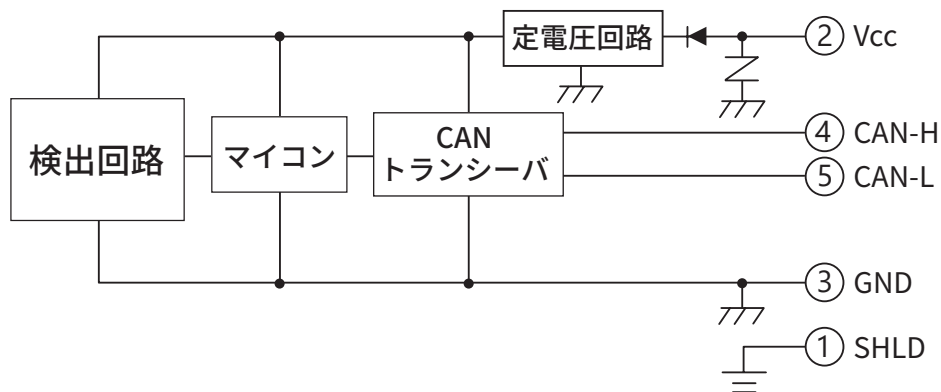 定電圧回路
② Vcc
検出回路
マイコン
CAN
トランシーバ
④ CAN-H
⑤ CAN-L
③ GND
① SHLD